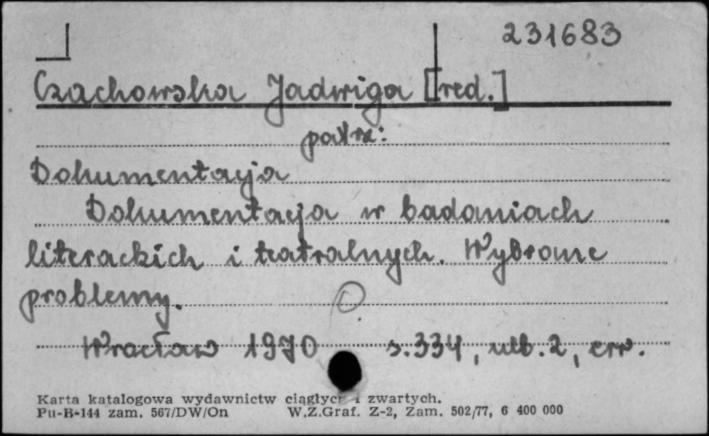 231683
Czachowska Jadwiga [red.]
patrz:
Dokumentacja
Dokumentacja w badaniach
literackich i teatralnych. Wybrane
problemy.
Wrocław 1970 s. 334, nlb. 2, err.
Karta katalogowa wydawnictw ciągłych i zwartych.
Pu-B-144 zam. 567/DW/On W.Z.Graf. Z-2, Zam. 502/77, 6 400 000